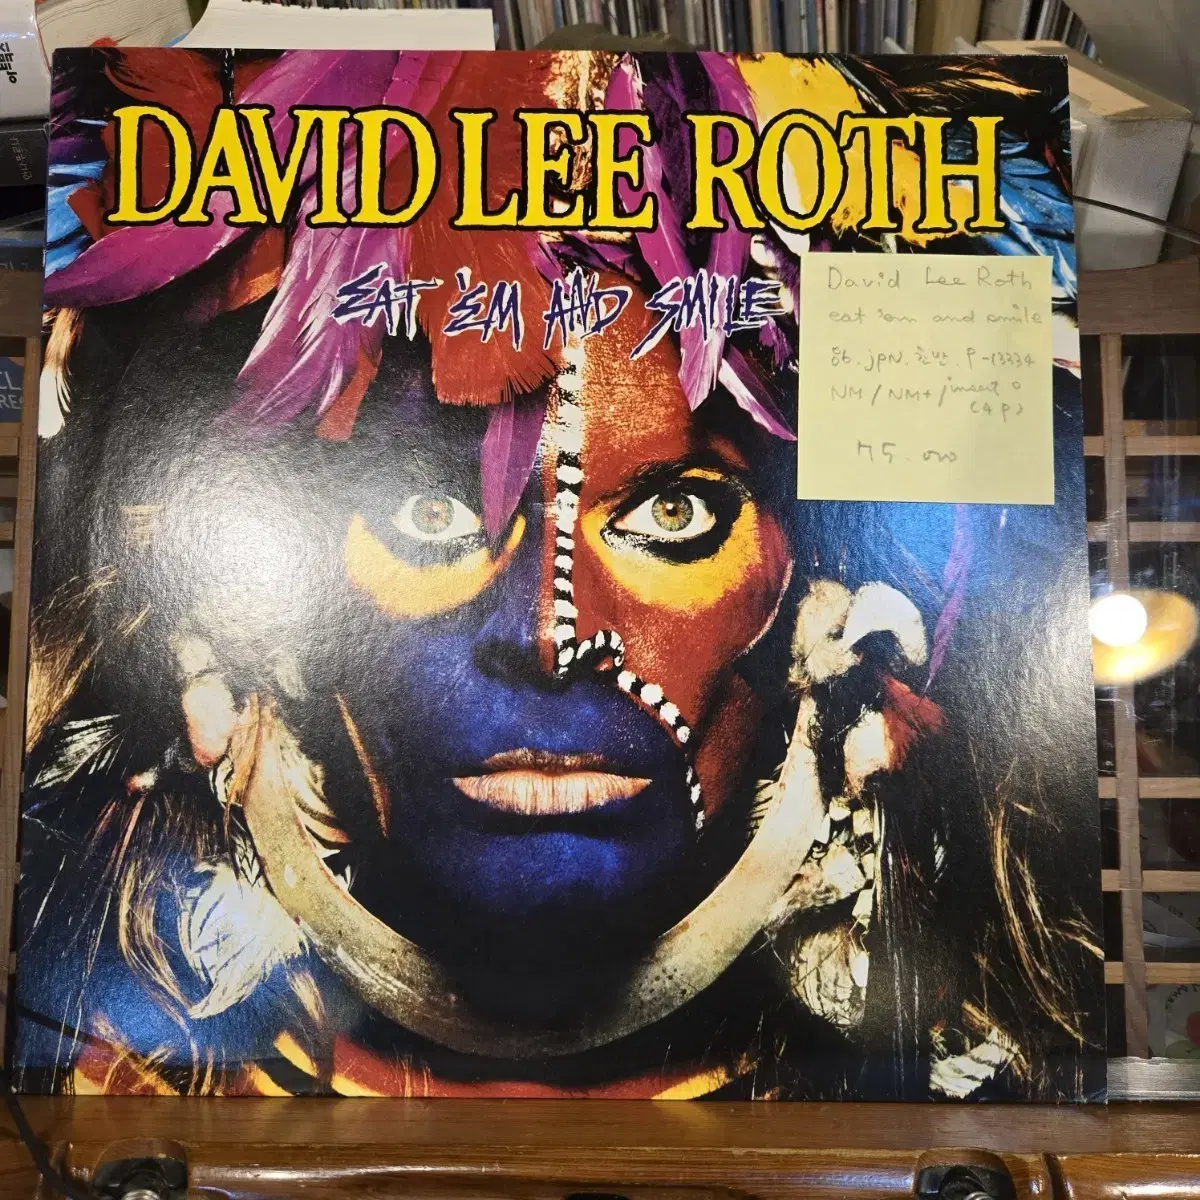 DAVID LEE ROTH
EAT 'EM AND SMILE
David Lee Roth
eat 'em and smile
86. jpN. 초반. P-13334
NM / NM+ / insert o
(4P)
75.000